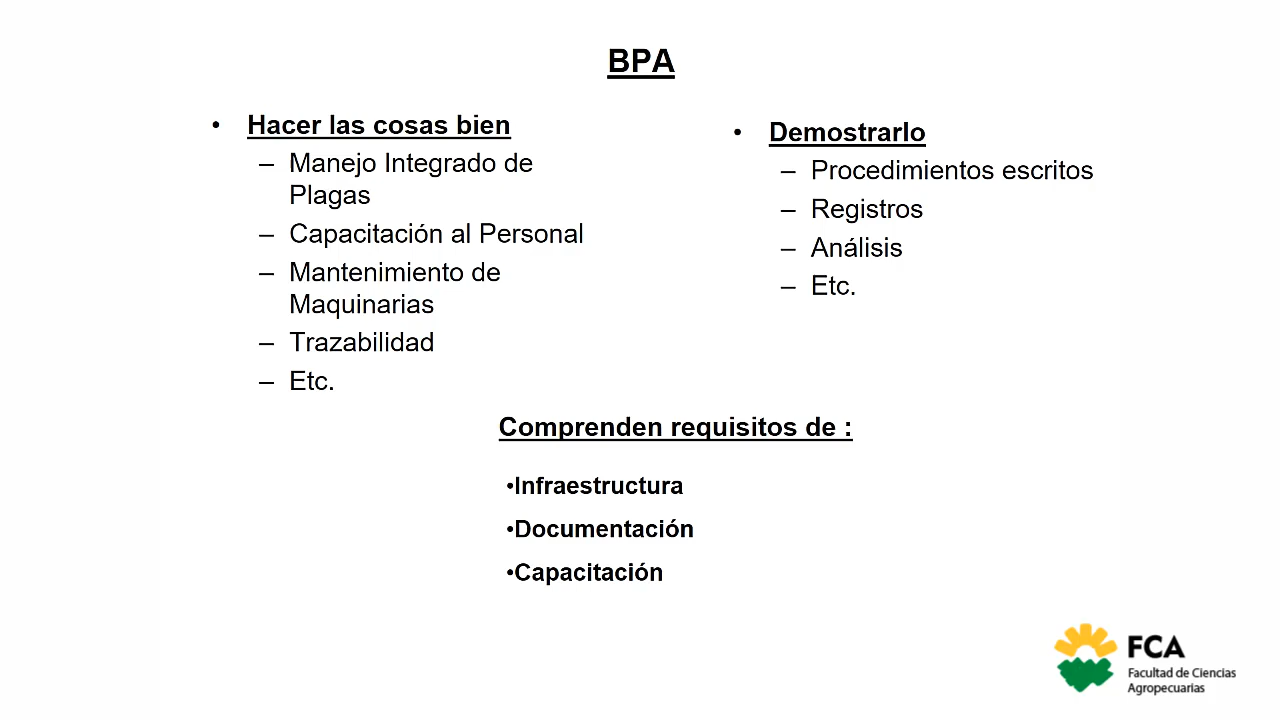 BPA
• Hacer las cosas bien
– Manejo Integrado de
Plagas
– Capacitación al Personal
– Mantenimiento de
Maquinarias
– Trazabilidad
– Etc.
• Demostrarlo
– Procedimientos escritos
– Registros
– Análisis
– Etc.
Comprenden requisitos de :
•Infraestructura
•Documentación
•Capacitación
FCA
Facultad de Ciencias
Agropecuarias